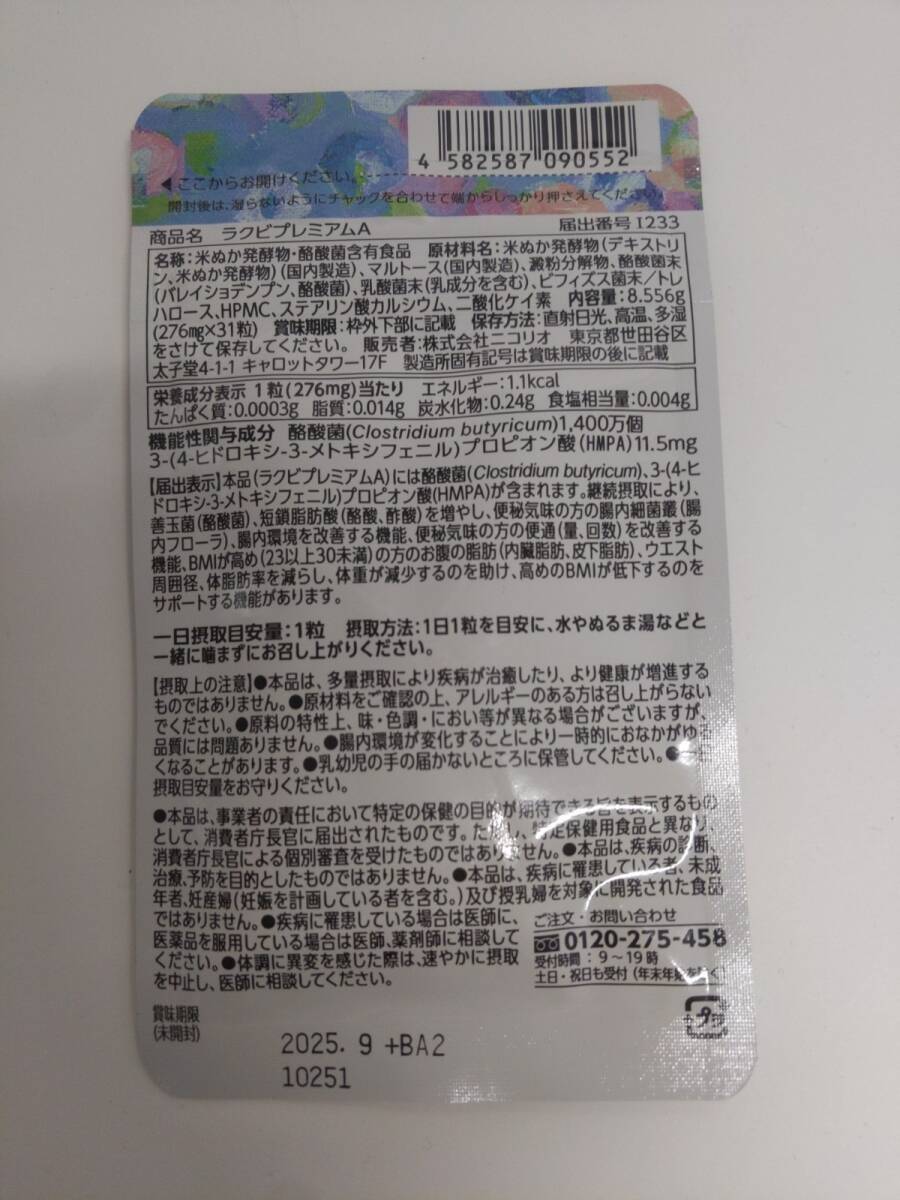 4 582587 090552
◀ここからお開けください。
開封後は、湿らないようにチャックを合わせて端からしっかり押さえてください。
商品名 ラクビプレミアムA 届出番号 I233
名称:米ぬか発酵物・酪酸菌含有食品 原材料名:米ぬか発酵物(デキストリ
ン、米ぬか発酵物)(国内製造)、マルトース(国内製造)、澱粉分解物、酪酸菌末
(バレイショデンプン、酪酸菌)、乳酸菌末(乳成分を含む)、ビフィズス菌末/トレ
ハロース、HPMC、ステアリン酸カルシウム、二酸化ケイ素 内容量:8.556g
(276mg×31粒) 賞味期限:枠外下部に記載 保存方法:直射日光、高温、多湿
をさけて保存してください。 販売者:株式会社ニコリオ 東京都世田谷区
太子堂4-1-1 キャロットタワー17F 製造所固有記号は賞味期限の後に記載
栄養成分表示 1粒(276mg)当たり エネルギー:1.1kcal
たんぱく質:0.0003g 脂質:0.014g 炭水化物:0.24g 食塩相当量:0.004g
機能性関与成分 酪酸菌(Clostridium butyricum)1,400万個
3-(4-ヒドロキシ-3-メトキシフェニル)プロピオン酸(HMPA)11.5mg
【届出表示】本品(ラクビプレミアムA)には酪酸菌(Clostridium butyricum)、3-(4-ヒ
ドロキシ-3-メトキシフェニル)プロピオン酸(HMPA)が含まれます。継続摂取により、
善玉菌(酪酸菌)、短鎖脂肪酸(酪酸、酢酸)を増やし、便秘気味の方の腸内細菌叢(腸
内フローラ)、腸内環境を改善する機能、便秘気味の方の便通(量、回数)を改善する
機能、BMIが高め(23以上30未満)の方のお腹の脂肪(内臓脂肪、皮下脂肪)、ウエスト
周囲径、体脂肪率を減らし、体重が減少するのを助け、高めのBMIが低下するのを
サポートする機能があります。
一日摂取目安量:1粒 摂取方法:1日1粒を目安に、水やぬるま湯などと
一緒に噛まずにお召し上がりください。
【摂取上の注意】●本品は、多量摂取により疾病が治癒したり、より健康が増進する
ものではありません。●原材料をご確認の上、アレルギーのある方は召し上がらない
でください。●原料の特性上、味・色調・におい等が異なる場合がございますが、
品質には問題ありません。●腸内環境が変化することにより一時的におなかがゆる
くなることがあります。●乳幼児の手の届かないところに保管してください。●
摂取目安量をお守りください。
●本品は、事業者の責任において特定の保健の目的が期待できる旨を表示するもの
として、消費者庁長官に届出されたものです。ただし、特定保健用食品と異なり、
消費者庁長官による個別審査を受けたものではありません。●本品は、疾病の診断、
治療、予防を目的としたものではありません。●本品は、疾病に罹患している者、未成
年者、妊産婦(妊娠を計画している者を含む。)及び授乳婦を対象に開発された食品
ではありません。●疾病に罹患している場合は医師に、
医薬品を服用している場合は医師、薬剤師に相談して
ください。●体調に異変を感じた際は、速やかに摂取
を中止し、医師に相談してください。
ご注文・お問い合わせ
0120-275-458
受付時間:9~19時
土日・祝日も受付(年末年始を除く)
賞味期限
(未開封)
2025. 9 +BA2
10251